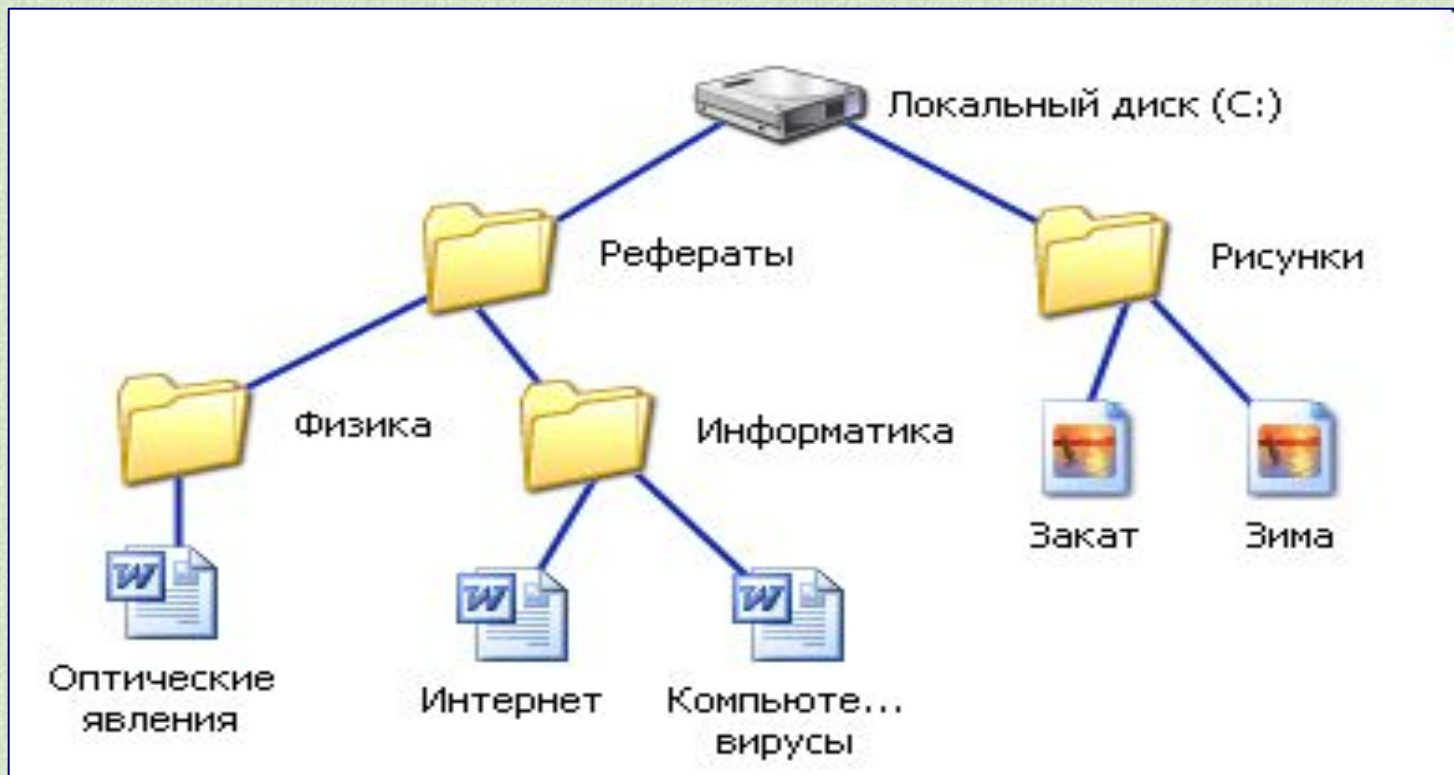 Локальный диск (C:)
Рефераты
Рисунки
Физика
Информатика
Закат
Зима
Оптические
явления
Интернет
Компьюте...
вирусы